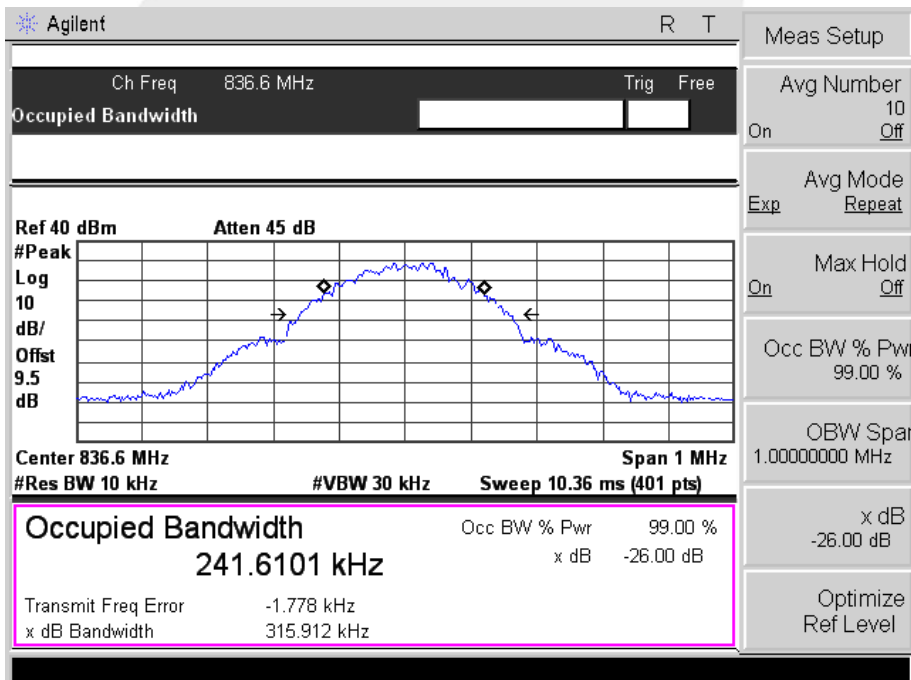 Agilent R T
Ch Freq 836.6 MHz Trig Free
Occupied Bandwidth
Ref 40 dBm Atten 45 dB
#Peak
Log
10
dB/
Offst
9.5
dB
Center 836.6 MHz Span 1 MHz
#Res BW 10 kHz #VBW 30 kHz Sweep 10.36 ms (401 pts)
Occupied Bandwidth
241.6101 kHz
Occ BW % Pwr 99.00 %
x dB -26.00 dB
Transmit Freq Error -1.778 kHz
x dB Bandwidth 315.912 kHz
Meas Setup
Avg Number
10
On Off
Avg Mode
Exp Repeat
Max Hold
On Off
Occ BW % Pwr
99.00 %
OBW Span
1.00000000 MHz
x dB
-26.00 dB
Optimize
Ref Level